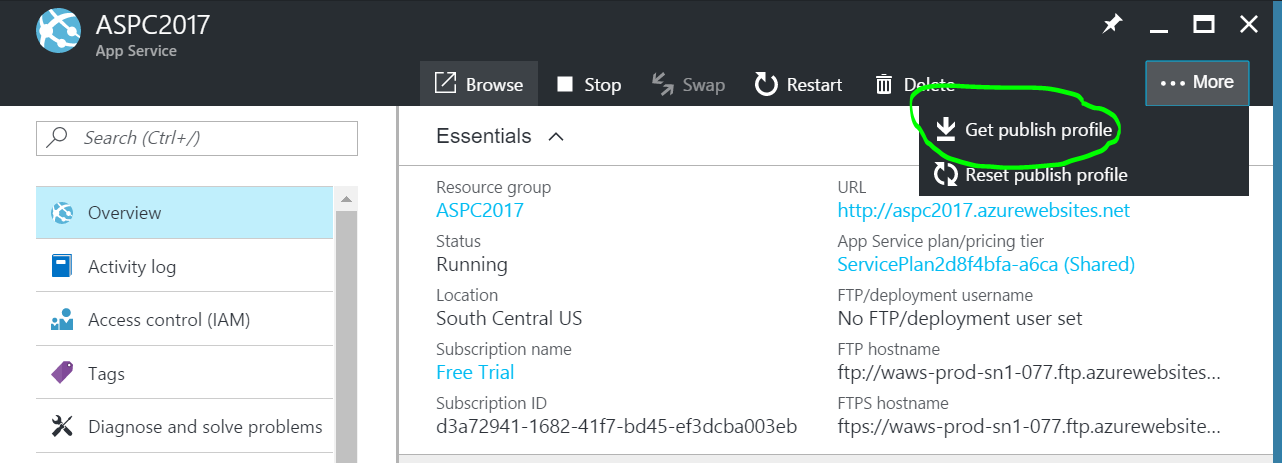 ASPC2017
App Service
Browse Stop Swap Restart Delete ... More
Get publish profile
Reset publish profile
Search (Ctrl+/)
Overview
Activity log
Access control (IAM)
Tags
Diagnose and solve problems
Essentials
Resource group
ASPC2017
Status
Running
Location
South Central US
Subscription name
Free Trial
Subscription ID
d3a72941-1682-41f7-bd45-ef3dcba003eb
URL
http://aspc2017.azurewebsites.net
App Service plan/pricing tier
ServicePlan2d8f4bfa-a6ca (Shared)
FTP/deployment username
No FTP/deployment user set
FTP hostname
ftp://waws-prod-sn1-077.ftp.azurewebsites...
FTPS hostname
ftps://waws-prod-sn1-077.ftp.azurewebsite...